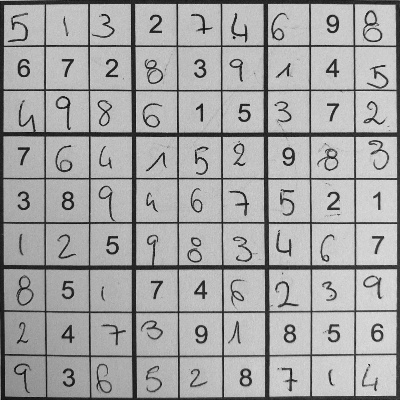 5 1 3 2 7 4 6 9 8
6 7 2 8 3 9 1 4 5
4 9 8 6 1 5 3 7 2
7 6 4 1 5 2 9 8 3
3 8 9 4 6 7 5 2 1
1 2 5 9 8 3 4 6 7
8 5 1 7 4 6 2 3 9
2 4 7 3 9 1 8 5 6
9 3 6 5 2 8 7 1 4